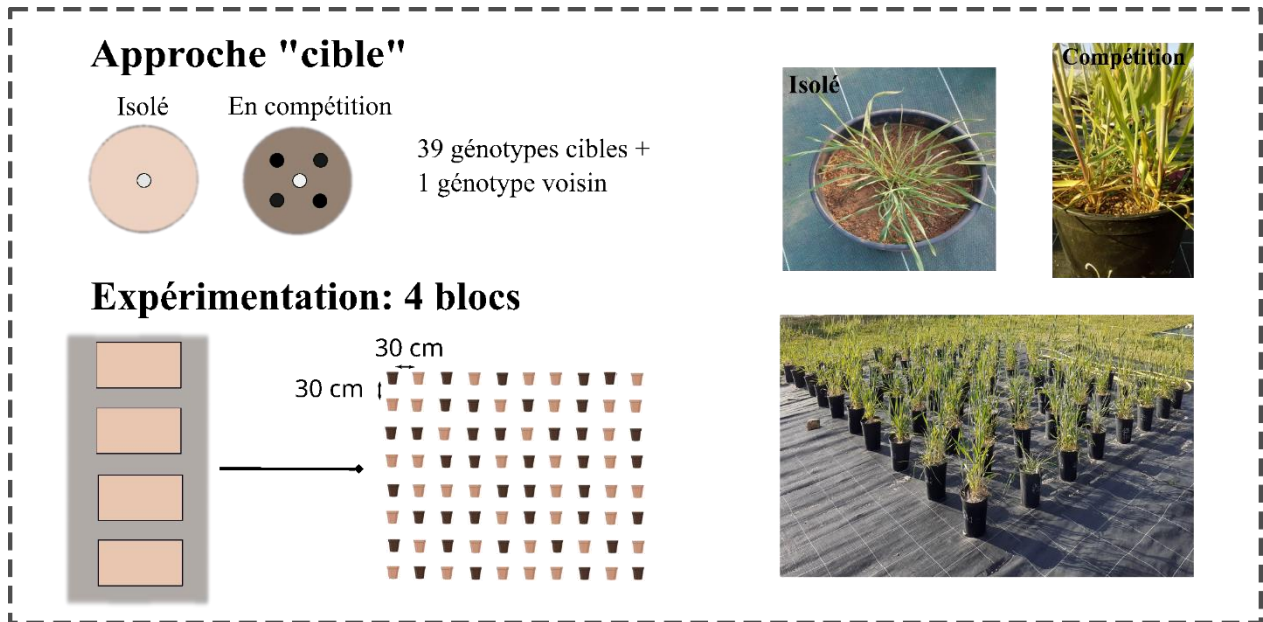 Approche "cible"
Isolé
En compétition
39 génotypes cibles +
1 génotype voisin
Isolé
Compétition
Expérimentation: 4 blocs
30 cm
30 cm